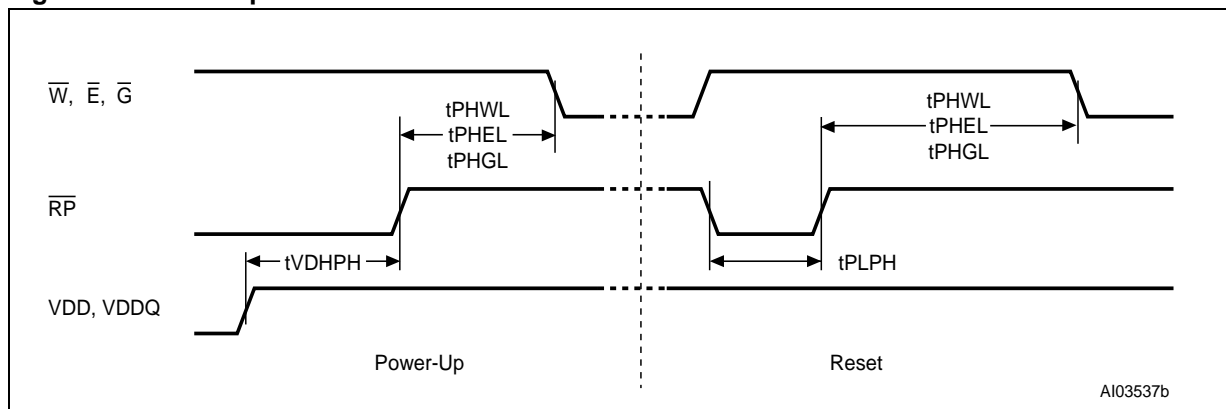 W, E, G
tPHWL
tPHEL
tPHGL
tPHWL
tPHEL
tPHGL
RP
tVDHPH
tPLPH
VDD, VDDQ
Power-Up
Reset
AI03537b